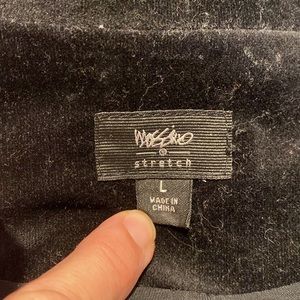 mossimo
®
stretch
L
MADE IN
CHINA